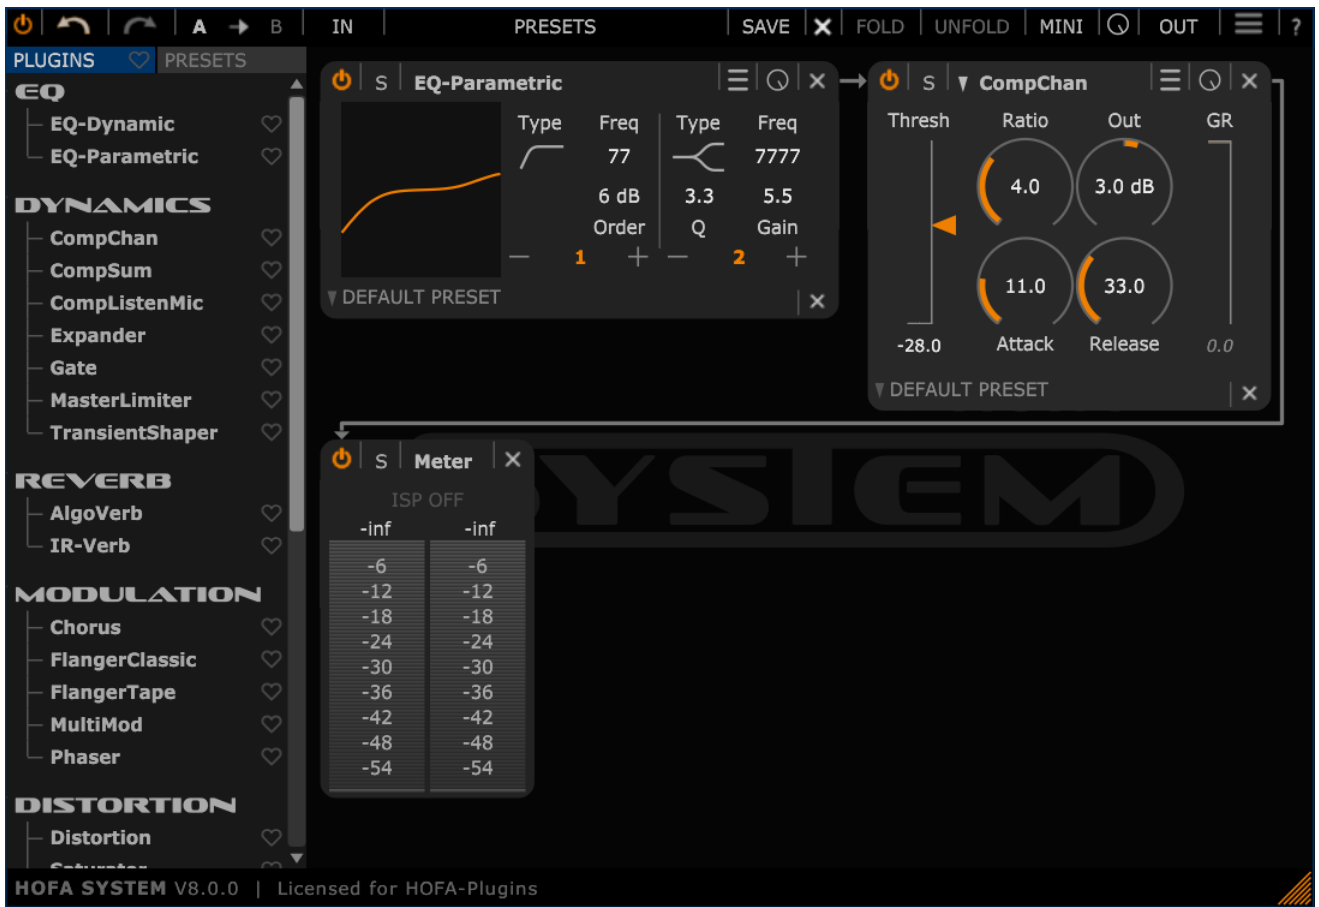 A B IN PRESETS SAVE FOLD UNFOLD MINI OUT ?
PLUGINS PRESETS
EQ
EQ-Dynamic
EQ-Parametric
DYNAMICS
CompChan
CompSum
CompListenMic
Expander
Gate
MasterLimiter
TransientShaper
REVERB
AlgoVerb
IR-Verb
MODULATION
Chorus
FlangerClassic
FlangerTape
MultiMod
Phaser
DISTORTION
Distortion
S EQ-Parametric
Type Freq Type Freq
77 7777
6 dB 3.3 5.5
Order Q Gain
1 2
DEFAULT PRESET
S CompChan
Thresh Ratio Out GR
4.0 3.0 dB
11.0 33.0
-28.0 Attack Release 0.0
DEFAULT PRESET
S Meter
ISP OFF
-inf -inf
-6 -6
-12 -12
-18 -18
-24 -24
-30 -30
-36 -36
-42 -42
-48 -48
-54 -54
SYSTEM
HOFA SYSTEM V8.0.0 | Licensed for HOFA-Plugins